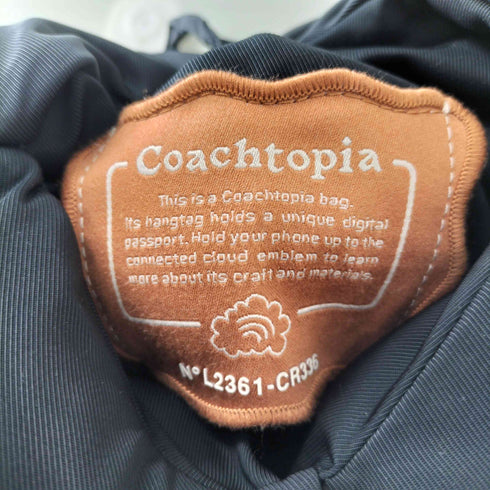 Coachtopia
This is a Coachtopia bag.
Its hangtag holds a unique digital
passport. Hold your phone up to the
connected cloud emblem to learn
more about its craft and materials.
Nº L2361-CR336